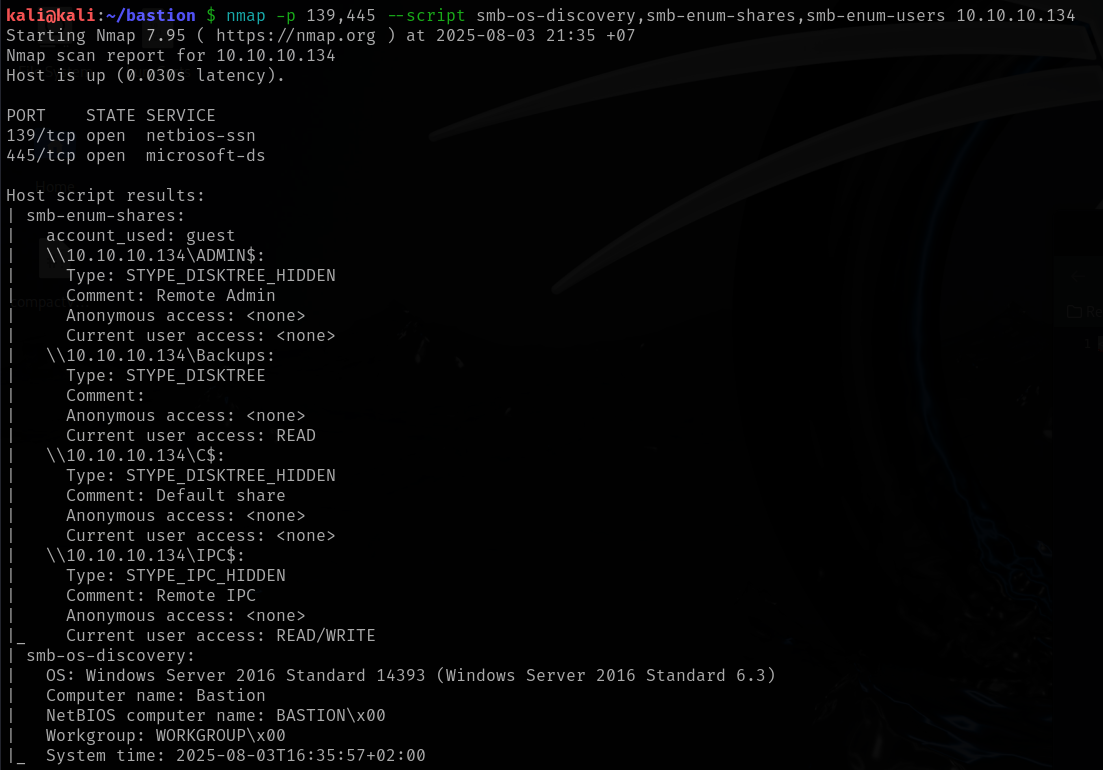 kali@kali:~/bastion $ nmap -p 139,445 --script smb-os-discovery,smb-enum-shares,smb-enum-users 10.10.10.134
Starting Nmap 7.95 ( https://nmap.org ) at 2025-08-03 21:35 +07
Nmap scan report for 10.10.10.134
Host is up (0.030s latency).

PORT    STATE SERVICE
139/tcp open  netbios-ssn
445/tcp open  microsoft-ds

Host script results:
| smb-enum-shares:
|   account_used: guest
|   \\10.10.10.134\ADMIN$:
|     Type: STYPE_DISKTREE_HIDDEN
|     Comment: Remote Admin
|     Anonymous access: <none>
|     Current user access: <none>
|   \\10.10.10.134\Backups:
|     Type: STYPE_DISKTREE
|     Comment:
|     Anonymous access: <none>
|     Current user access: READ
|   \\10.10.10.134\C$:
|     Type: STYPE_DISKTREE_HIDDEN
|     Comment: Default share
|     Anonymous access: <none>
|     Current user access: <none>
|   \\10.10.10.134\IPC$:
|     Type: STYPE_IPC_HIDDEN
|     Comment: Remote IPC
|     Anonymous access: <none>
|_    Current user access: READ/WRITE
| smb-os-discovery:
|   OS: Windows Server 2016 Standard 14393 (Windows Server 2016 Standard 6.3)
|   Computer name: Bastion
|   NetBIOS computer name: BASTION\x00
|   Workgroup: WORKGROUP\x00
|_  System time: 2025-08-03T16:35:57+02:00
Home